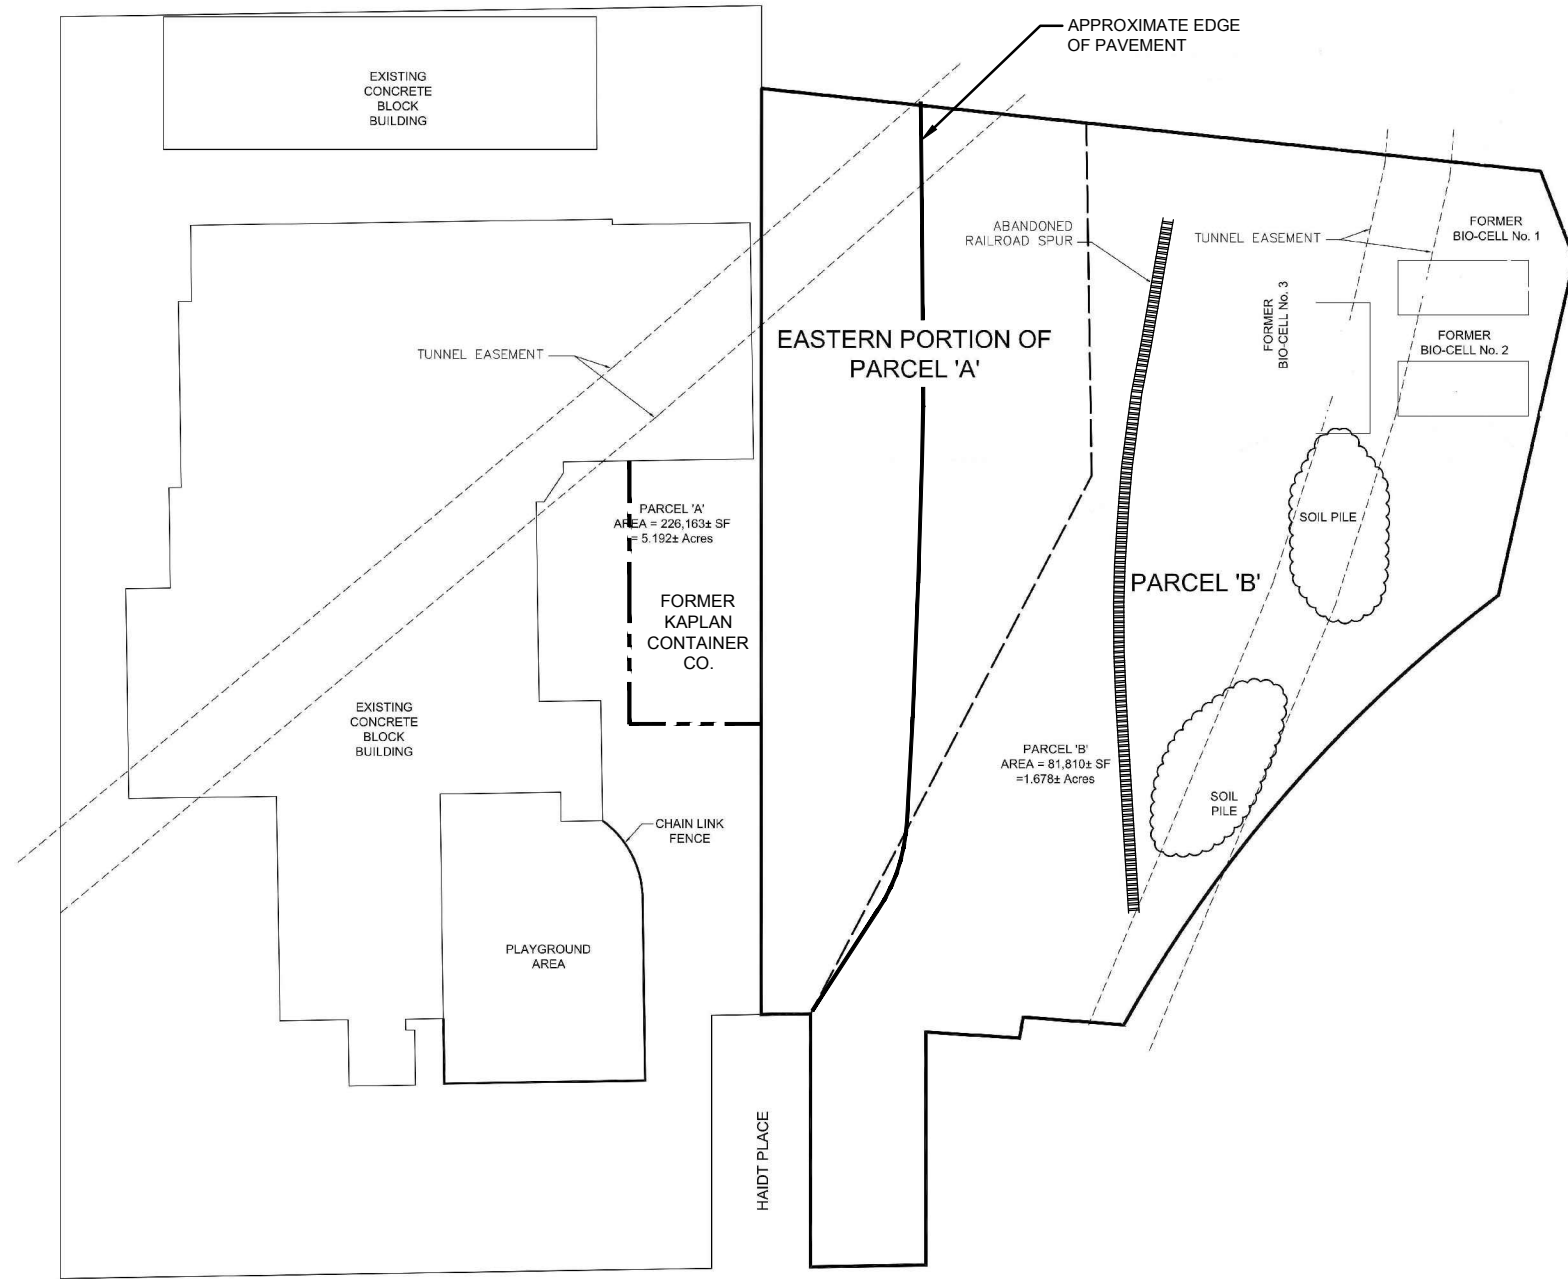 APPROXIMATE EDGE
OF PAVEMENT
EXISTING
CONCRETE
BLOCK
BUILDING
ABANDONED
RAILROAD SPUR
TUNNEL EASEMENT
FORMER
BIO-CELL No. 1
FORMER
BIO-CELL No. 3
FORMER
BIO-CELL No. 2
EASTERN PORTION OF
PARCEL 'A'
TUNNEL EASEMENT
PARCEL 'A'
AREA = 226,163± SF
= 5.192± Acres
SOIL PILE
FORMER
KAPLAN
CONTAINER
CO.
PARCEL 'B'
EXISTING
CONCRETE
BLOCK
BUILDING
PARCEL 'B'
AREA = 81,810± SF
=1.678± Acres
SOIL
PILE
CHAIN LINK
FENCE
PLAYGROUND
AREA
HAIDT PLACE